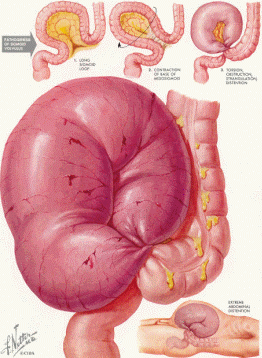 PATHOGENESIS
OF SIGMOID
VOLVULUS
1. LONG
SIGMOID
LOOP
2. CONTRACTION
OF BASE OF
MESOSIGMOID
3. TORSION,
OBSTRUCTION,
STRANGULATION,
DISTENTION
EXTREME
ABDOMINAL
DISTENTION
F. Netter
M.D.
©CIBA